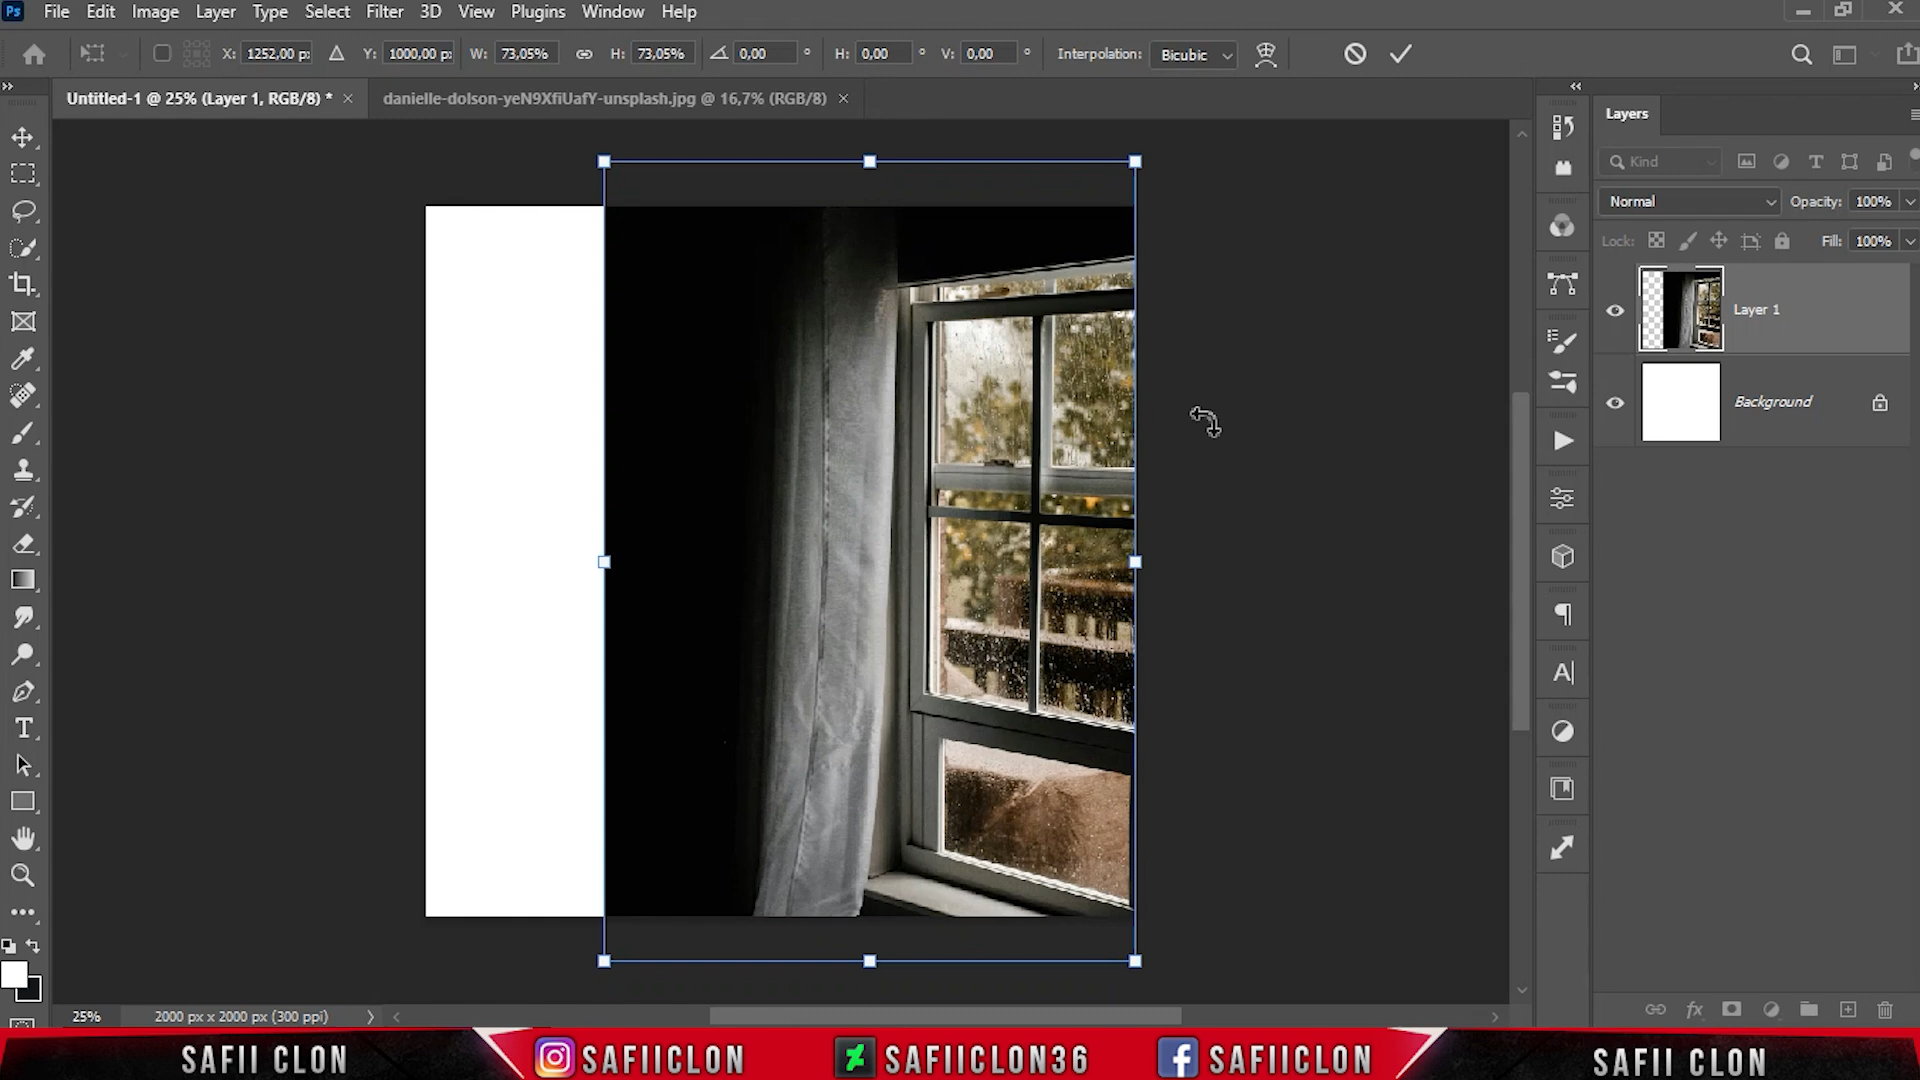 Ps File Edit Image Layer Type Select Filter 3D View Plugins Window Help
X: 1252,00 px Y: 1000,00 px W: 73,05% H: 73,05% 0,00 ° H: 0,00 ° V: 0,00 ° Interpolation: Bicubic
Untitled-1 @ 25% (Layer 1, RGB/8) * × danielle-dolson-yeN9XfiUafY-unsplash.jpg @ 16,7% (RGB/8) ×
Layers
Kind
Normal Opacity: 100%
Lock: Fill: 100%
Layer 1
Background
25% 2000 px x 2000 px (300 ppi)
SAFII CLON SAFIICLON SAFIICLON36 SAFIICLON SAFII CLON